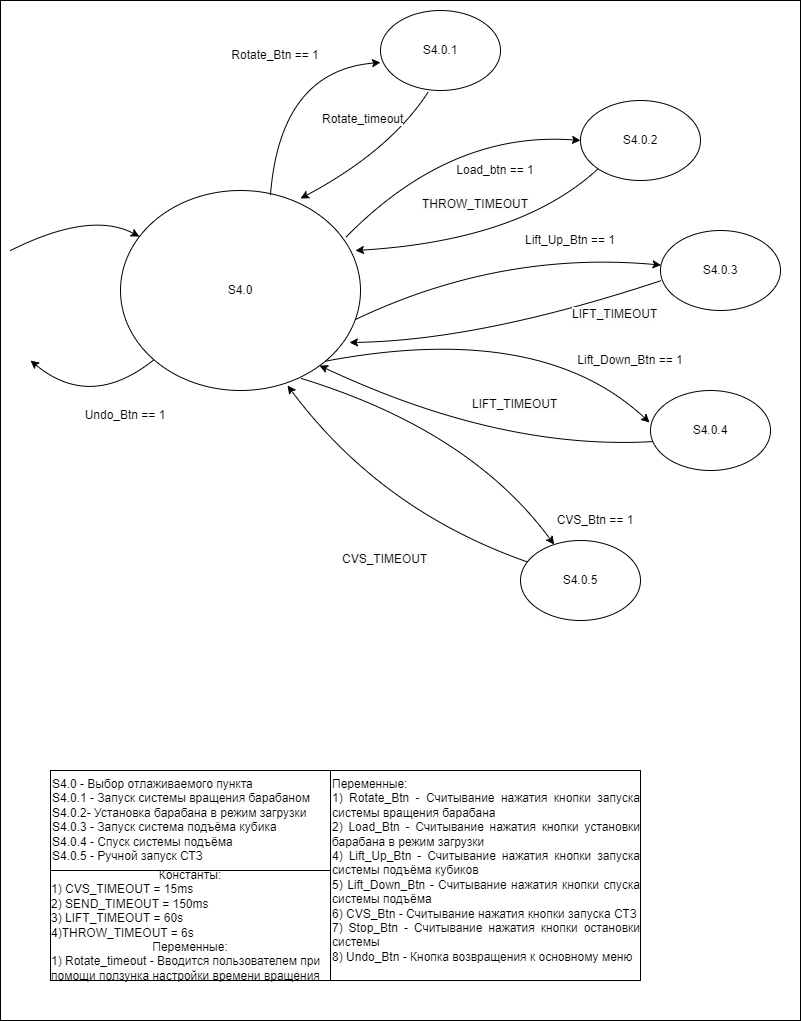 Rotate_Btn == 1
S4.0.1
Rotate_timeout
S4.0.2
Load_btn == 1
THROW_TIMEOUT
Lift_Up_Btn == 1
S4.0.3
S4.0
LIFT_TIMEOUT
Lift_Down_Btn == 1
LIFT_TIMEOUT
Undo_Btn == 1
S4.0.4
CVS_Btn == 1
CVS_TIMEOUT
S4.0.5
S4.0 - Выбор отлаживаемого пункта
S4.0.1 - Запуск системы вращения барабаном
S4.0.2- Установка барабана в режим загрузки
S4.0.3 - Запуск система подъёма кубика
S4.0.4 - Спуск системы подъёма
S4.0.5 - Ручной запуск СТЗ
Константы:
1) CVS_TIMEOUT = 15ms
2) SEND_TIMEOUT = 150ms
3) LIFT_TIMEOUT = 60s
4)THROW_TIMEOUT = 6s
Переменные:
1) Rotate_timeout - Вводится пользователем при
помощи ползунка настройки времени вращения
Переменные:
1) Rotate_Btn - Считывание нажатия кнопки запуска
системы вращения барабана
2) Load_Btn - Считывание нажатия кнопки установки
барабана в режим загрузки
4) Lift_Up_Btn - Считывание нажатия кнопки запуска
системы подъёма кубиков
5) Lift_Down_Btn - Считывание нажатия кнопки спуска
системы подъёма
6) CVS_Btn - Считывание нажатия кнопки запуска СТЗ
7) Stop_Btn - Считывание нажатия кнопки остановки
системы
8) Undo_Btn - Кнопка возвращения к основному меню